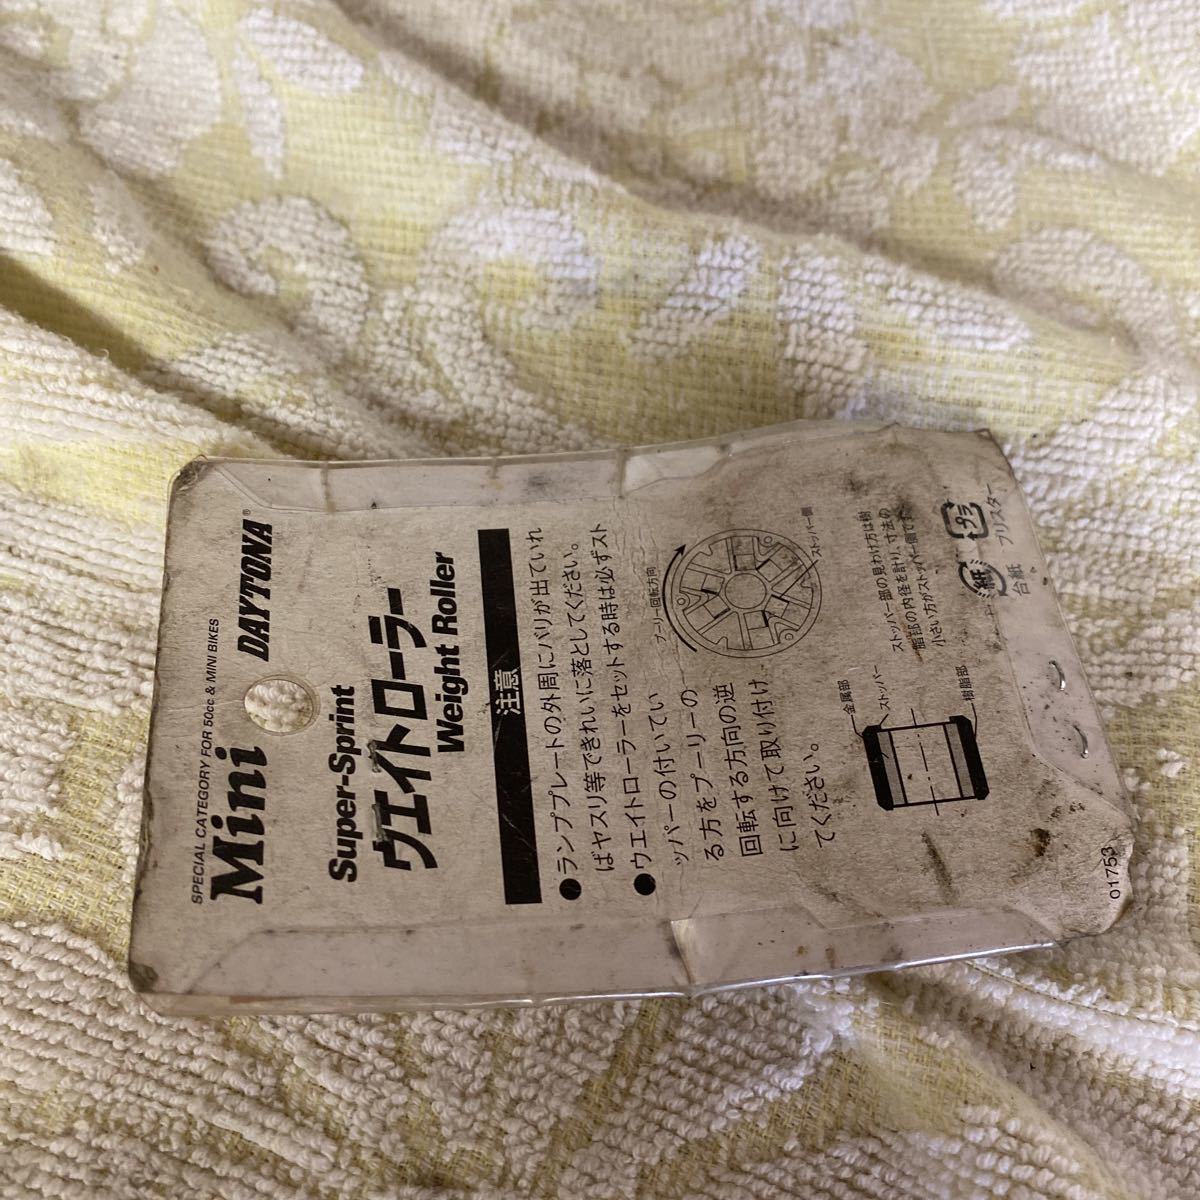 SPECIAL CATEGORY FOR 50cc & MINI BIKES
Mini DAYTONA®
Super-Sprint
ウエイトローラー
Weight Roller
注意
●ランププレートの外周にバリが出ていれ
ばヤスリ等できれいに落としてください。
●ウエイトローラーをセットする時は必ずスト
ッパーの付いてい
る方をプーリーの
回転する方向の逆
に向けて取り付け
てください。
プーリー回転方向
ストッパー側
金属部
ストッパー
樹脂部
ストッパー部の見わけ方は樹
脂部の内径を計り、寸法の
小さい方がストッパー側です。
紙
台紙
プラ
ブリスター
01753